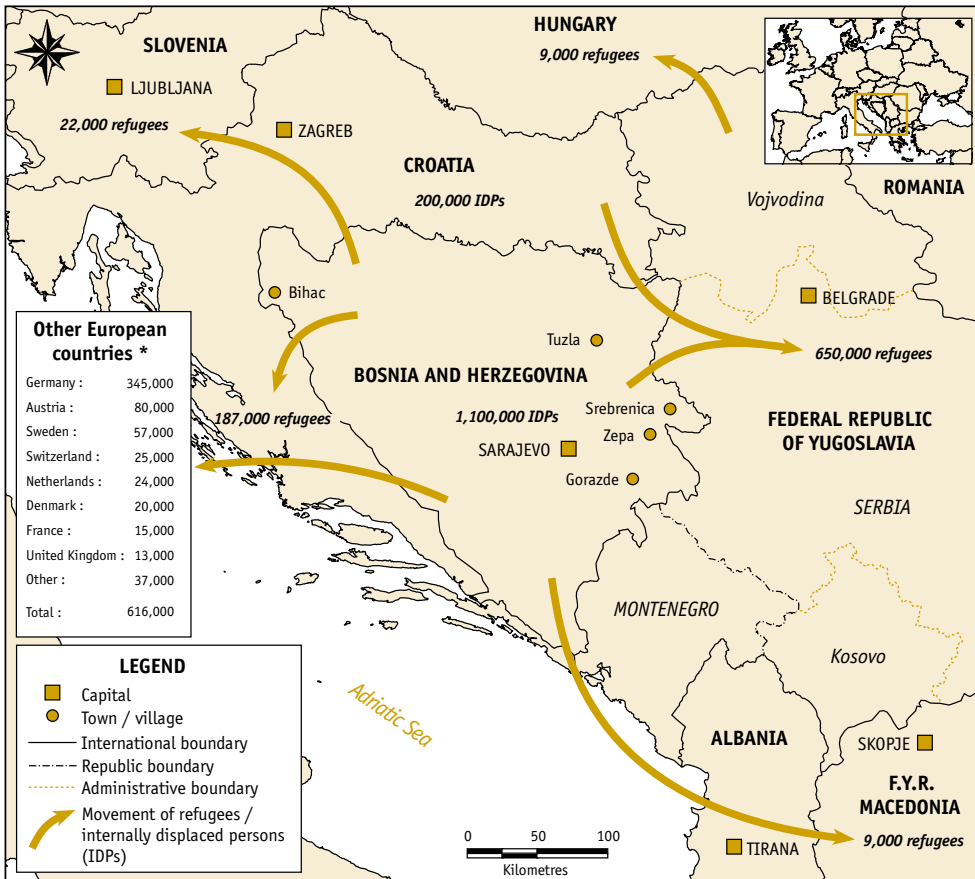 HUNGARY
9,000 refugees
SLOVENIA
LJUBLJANA
22,000 refugees
ZAGREB
CROATIA
200,000 IDPs
ROMANIA
Vojvodina
Bihac
BELGRADE
Tuzla
650,000 refugees
BOSNIA AND HERZEGOVINA
1,100,000 IDPs
187,000 refugees
Srebrenica
Zepa
SARAJEVO
Gorazde
FEDERAL REPUBLIC
OF YUGOSLAVIA
SERBIA
MONTENEGRO
Kosovo
Adriatic Sea
ALBANIA
SKOPJE
F.Y.R.
MACEDONIA
9,000 refugees
TIRANA
Other European
countries *
Germany : 345,000
Austria : 80,000
Sweden : 57,000
Switzerland : 25,000
Netherlands : 24,000
Denmark : 20,000
France : 15,000
United Kingdom : 13,000
Other : 37,000
Total : 616,000
LEGEND
Capital
Town / village
International boundary
Republic boundary
Administrative boundary
Movement of refugees /
internally displaced persons
(IDPs)
0 50 100
Kilometres